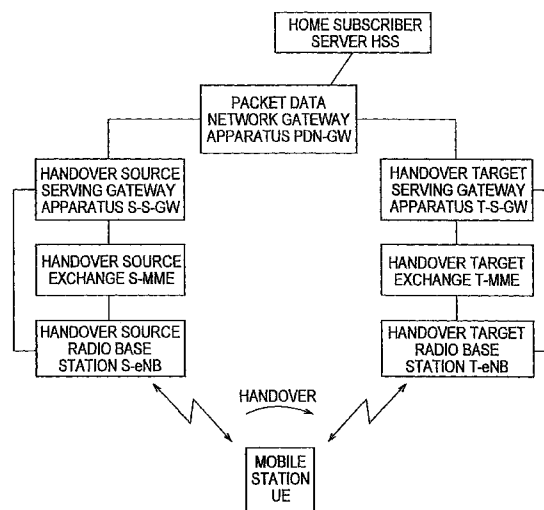 HOME SUBSCRIBER
SERVER HSS
PACKET DATA
NETWORK GATEWAY
APPARATUS PDN-GW
HANDOVER SOURCE
SERVING GATEWAY
APPARATUS S-S-GW
HANDOVER TARGET
SERVING GATEWAY
APPARATUS T-S-GW
HANDOVER SOURCE
EXCHANGE S-MME
HANDOVER TARGET
EXCHANGE T-MME
HANDOVER SOURCE
RADIO BASE
STATION S-eNB
HANDOVER TARGET
RADIO BASE
STATION T-eNB
HANDOVER
MOBILE
STATION
UE